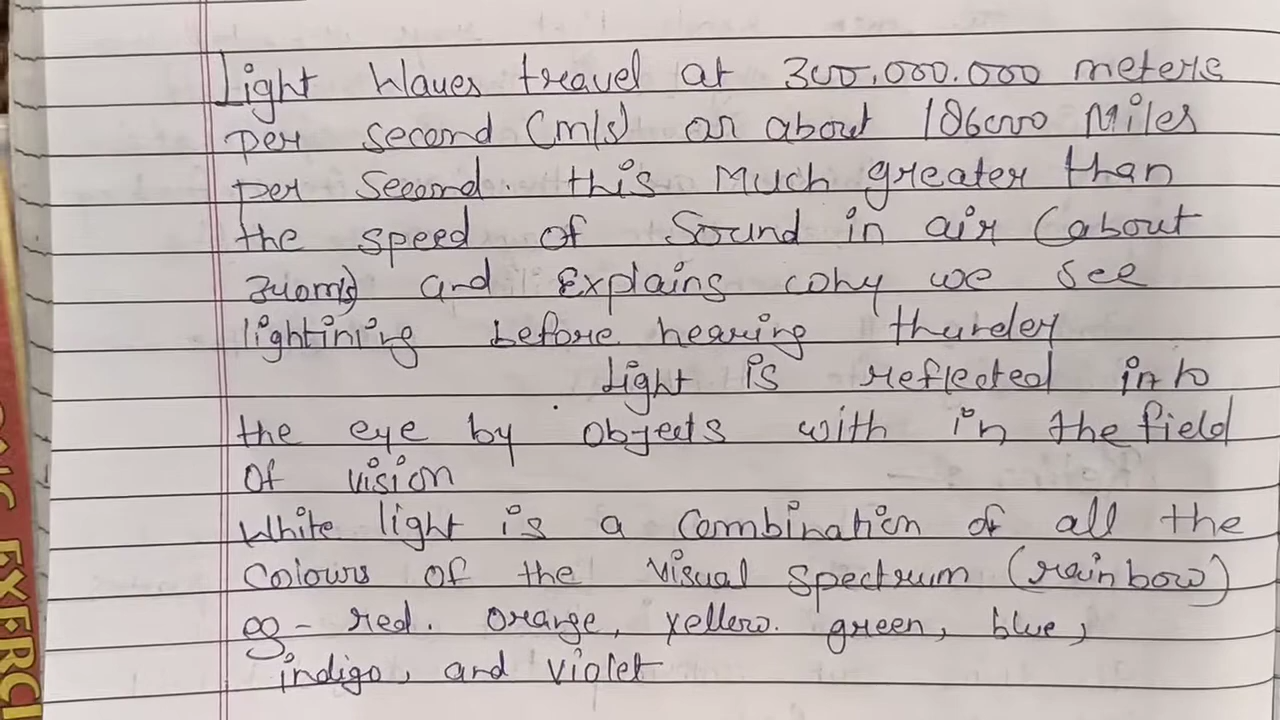 Light Waves travel at 300.000.000 meters
per second (m/s) or about 186000 Miles
per second. this Much greater than
the speed of Sound in air (about
340m/s) and Explains why we see
lightining before hearing thunder
Light is reflected into
the eye by objects with in the field
of vision
White light is a Combination of all the
Colours of the visual spectrum (rainbow)
eg - red. orange, yellow. green, blue,
indigo, and violet
EXERCI